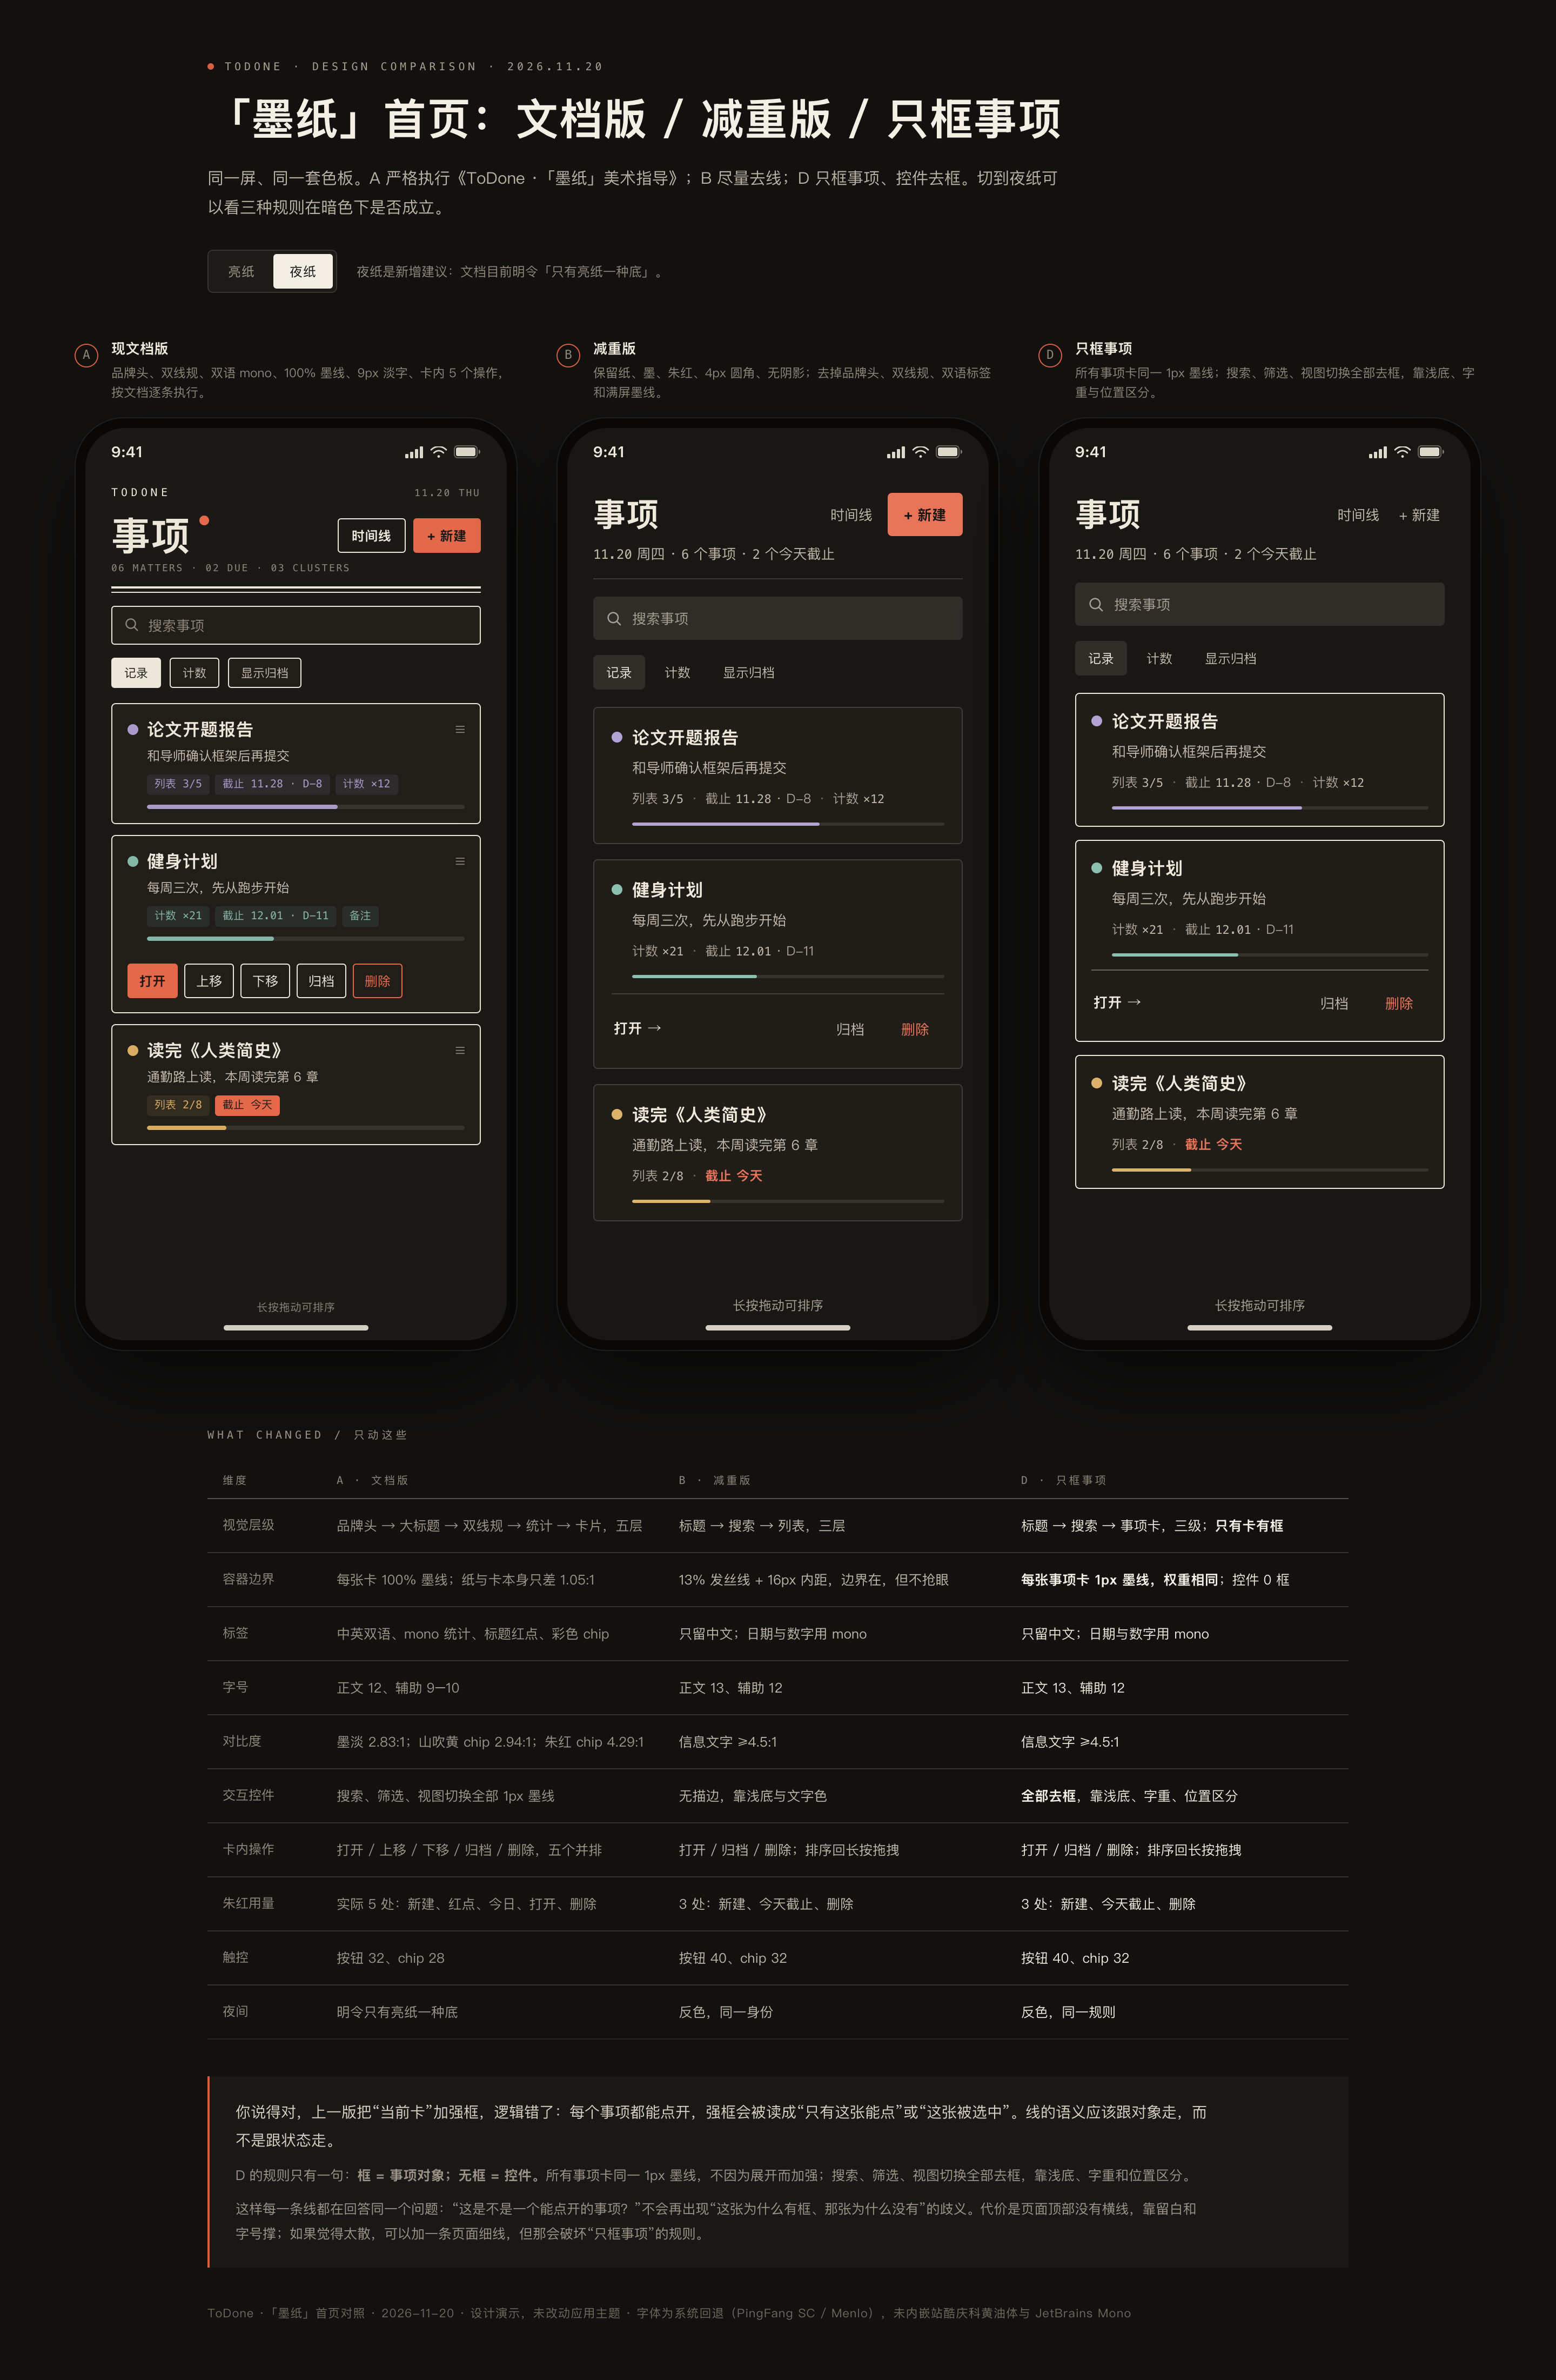 TODONE · DESIGN COMPARISON · 2026.11.20
「墨纸」首页：文档版 / 减重版 / 只框事项
同一屏、同一套色板。A 严格执行《ToDone ·「墨纸」美术指导》；B 尽量去线；D 只框事项、控件去框。切到夜纸可
以看三种规则在暗色下是否成立。
亮纸 夜纸 夜纸是新增建议：文档目前明令「只有亮纸一种底」。
A 现文档版
品牌头、双线规、双语 mono、100% 墨线、9px 淡字、卡内 5 个操作，
按文档逐条执行。
9:41
TODONE 11.20 THU
事项 时间线 + 新建
06 MATTERS · 02 DUE · 03 CLUSTERS
搜索事项
记录 计数 显示归档
论文开题报告
和导师确认框架后再提交
列表 3/5 截止 11.28 · D-8 计数 ×12
健身计划
每周三次，先从跑步开始
计数 ×21 截止 12.01 · D-11 备注
打开 上移 下移 归档 删除
读完《人类简史》
通勤路上读，本周读完第 6 章
列表 2/8 截止 今天
长按拖动可排序
B 减重版
保留纸、墨、朱红、4px 圆角、无阴影；去掉品牌头、双线规、双语标签
和满屏墨线。
9:41
事项 时间线 + 新建
11.20 周四 · 6 个事项 · 2 个今天截止
搜索事项
记录 计数 显示归档
论文开题报告
和导师确认框架后再提交
列表 3/5 · 截止 11.28 · D-8 · 计数 ×12
健身计划
每周三次，先从跑步开始
计数 ×21 · 截止 12.01 · D-11
打开 → 归档 删除
读完《人类简史》
通勤路上读，本周读完第 6 章
列表 2/8 · 截止 今天
长按拖动可排序
D 只框事项
所有事项卡同一 1px 墨线；搜索、筛选、视图切换全部去框，靠浅底、字
重与位置区分。
9:41
事项 时间线 + 新建
11.20 周四 · 6 个事项 · 2 个今天截止
搜索事项
记录 计数 显示归档
论文开题报告
和导师确认框架后再提交
列表 3/5 · 截止 11.28 · D-8 · 计数 ×12
健身计划
每周三次，先从跑步开始
计数 ×21 · 截止 12.01 · D-11
打开 → 归档 删除
读完《人类简史》
通勤路上读，本周读完第 6 章
列表 2/8 · 截止 今天
长按拖动可排序
WHAT CHANGED / 只动这些
维度 A · 文档版 B · 减重版 D · 只框事项
视觉层级 品牌头 → 大标题 → 双线规 → 统计 → 卡片，五层 标题 → 搜索 → 列表，三层 标题 → 搜索 → 事项卡，三级；只有卡有框
容器边界 每张卡 100% 墨线；纸与卡本身只差 1.05:1 13% 发丝线 + 16px 内距，边界在，但不抢眼 每张事项卡 1px 墨线，权重相同；控件 0 框
标签 中英双语、mono 统计、标题红点、彩色 chip 只留中文；日期与数字用 mono 只留中文；日期与数字用 mono
字号 正文 12、辅助 9–10 正文 13、辅助 12 正文 13、辅助 12
对比度 墨淡 2.83:1；山吹黄 chip 2.94:1；朱红 chip 4.29:1 信息文字 ≥4.5:1 信息文字 ≥4.5:1
交互控件 搜索、筛选、视图切换全部 1px 墨线 无描边，靠浅底与文字色 全部去框，靠浅底、字重、位置区分
卡内操作 打开 / 上移 / 下移 / 归档 / 删除，五个并排 打开 / 归档 / 删除；排序回长按拖拽 打开 / 归档 / 删除；排序回长按拖拽
朱红用量 实际 5 处：新建、红点、今日、打开、删除 3 处：新建、今天截止、删除 3 处：新建、今天截止、删除
触控 按钮 32、chip 28 按钮 40、chip 32 按钮 40、chip 32
夜间 明令只有亮纸一种底 反色，同一身份 反色，同一规则
你说得对，上一版把“当前卡”加强框，逻辑错了：每个事项都能点开，强框会被读成“只有这张能点”或“这张被选中”。线的语义应该跟对象走，而
不是跟状态走。
D 的规则只有一句：框 = 事项对象；无框 = 控件。所有事项卡同一 1px 墨线，不因为展开而加强；搜索、筛选、视图切换全部去框，靠浅底、字重和位置区分。
这样每一条线都在回答同一个问题：“这是不是一个能点开的事项？”不会再出现“这张为什么有框、那张为什么没有”的歧义。代价是页面顶部没有横线，靠留白和
字号撑；如果觉得太散，可以加一条页面细线，但那会破坏“只框事项”的规则。
ToDone ·「墨纸」首页对照 · 2026-11-20 · 设计演示，未改动应用主题 · 字体为系统回退（PingFang SC / Menlo），未内嵌站酷庆科黄油体与 JetBrains Mono